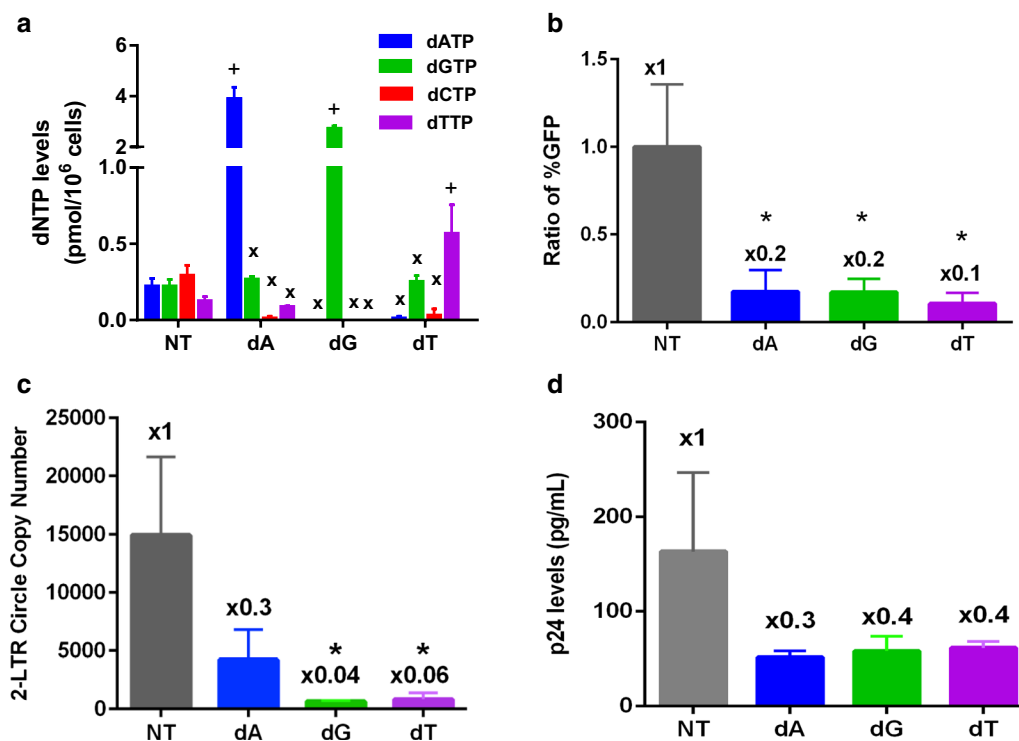 a
dNTP levels
(pmol/10⁶ cells)
6
4
2
1.0
0.5
0.0
+
x
x
x
x
+
x x
x
x
x
+
NT dA dG dT
dATP
dGTP
dCTP
dTTP
b
Ratio of %GFP
1.5
1.0
0.5
0.0
x1
*
x0.2
*
x0.2
*
x0.1
NT dA dG dT
c
2-LTR Circle Copy Number
25000
20000
15000
10000
5000
0
x1
x0.3
*
x0.04
*
x0.06
NT dA dG dT
d
p24 levels (pg/mL)
300
200
100
0
x1
x0.3
x0.4
x0.4
NT dA dG dT